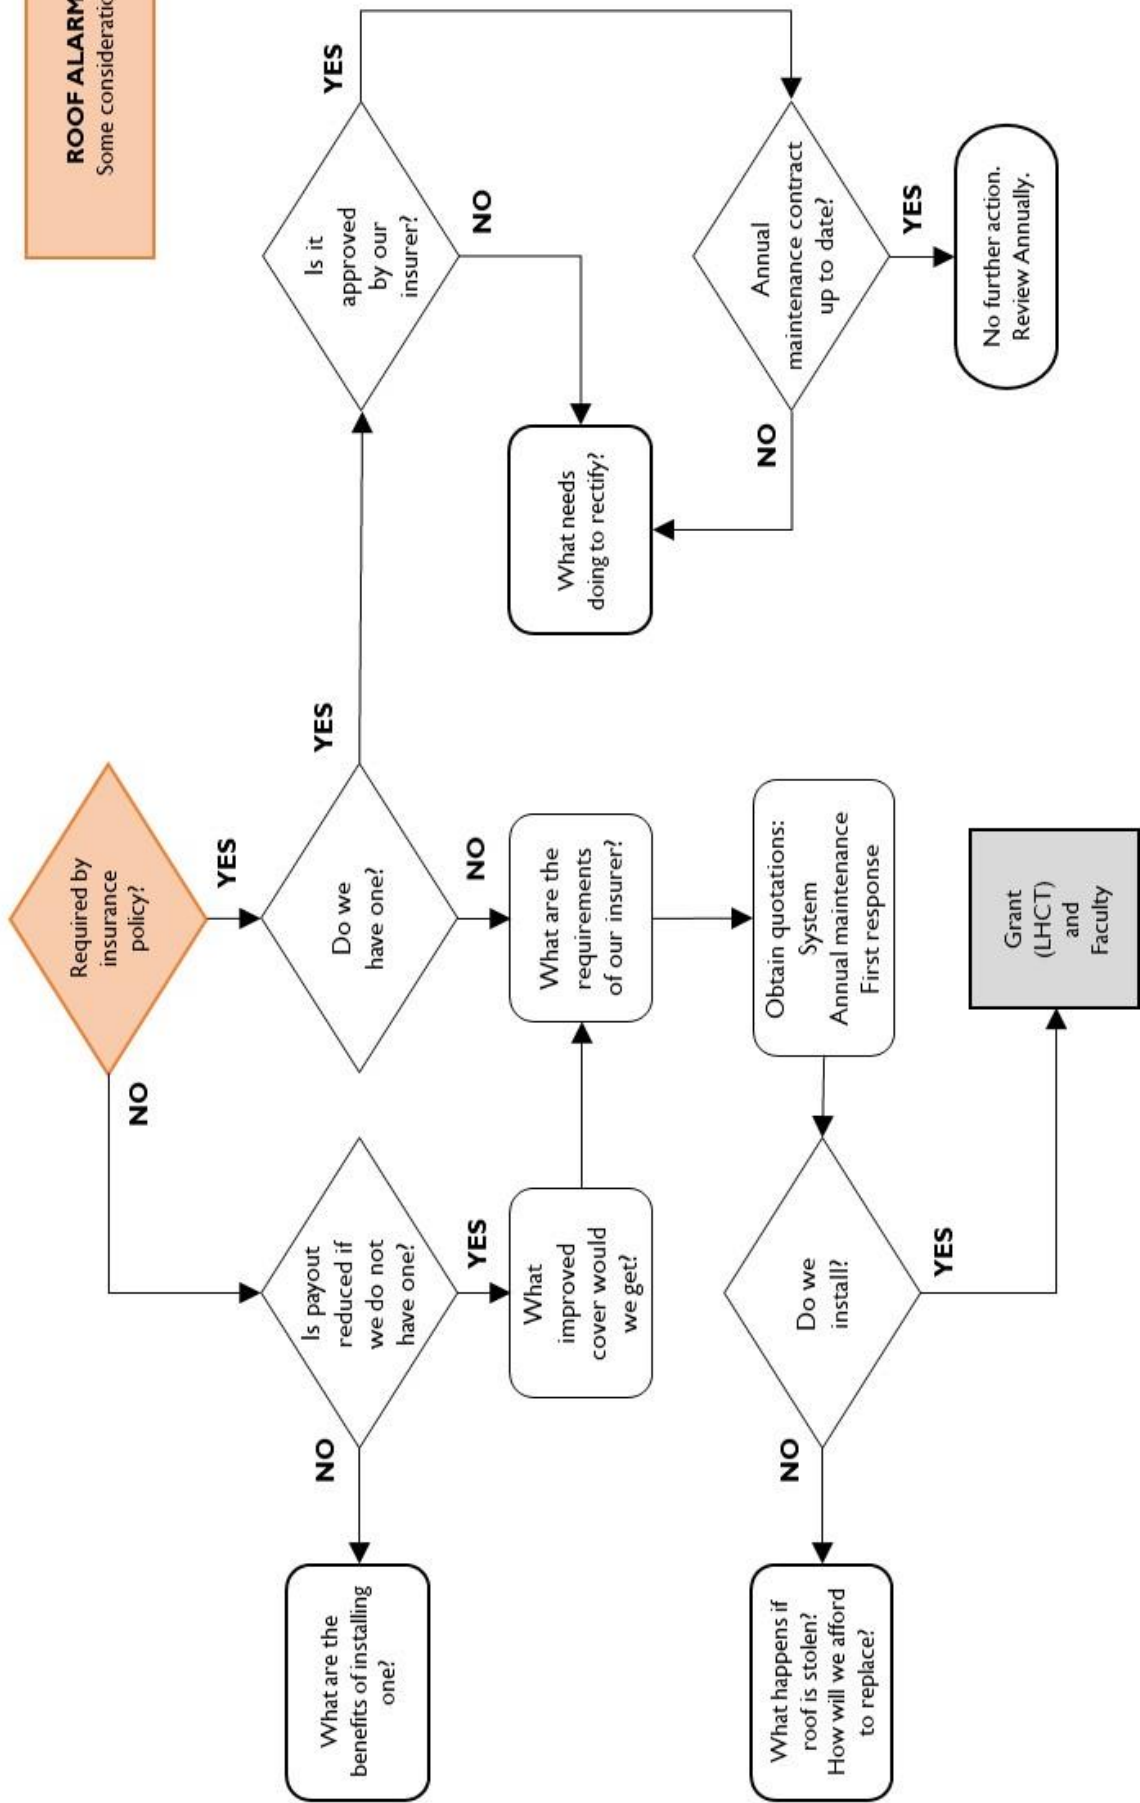 ROOF ALARM
Some
Required by
insurance
policy?
NO
YES
Is payout
reduced if
we do not
have one?
NO
YES
What are the
benefits of installing
one?
What
improved
cover would
we get?
Do we
have one?
YES
NO
Is it
approved
by our
insurer?
YES
NO
What are the
requirements
of our insurer?
What needs
doing to rectify?
Annual
maintenance contract
up to date?
NO
YES
No further action.
Review Annually.
Obtain quotations:
System
Annual maintenance
First response
Do we
install?
NO
YES
What happens if
roof is stolen?
How will we afford
to replace?
Grant
(LHCT)
and
Faculty